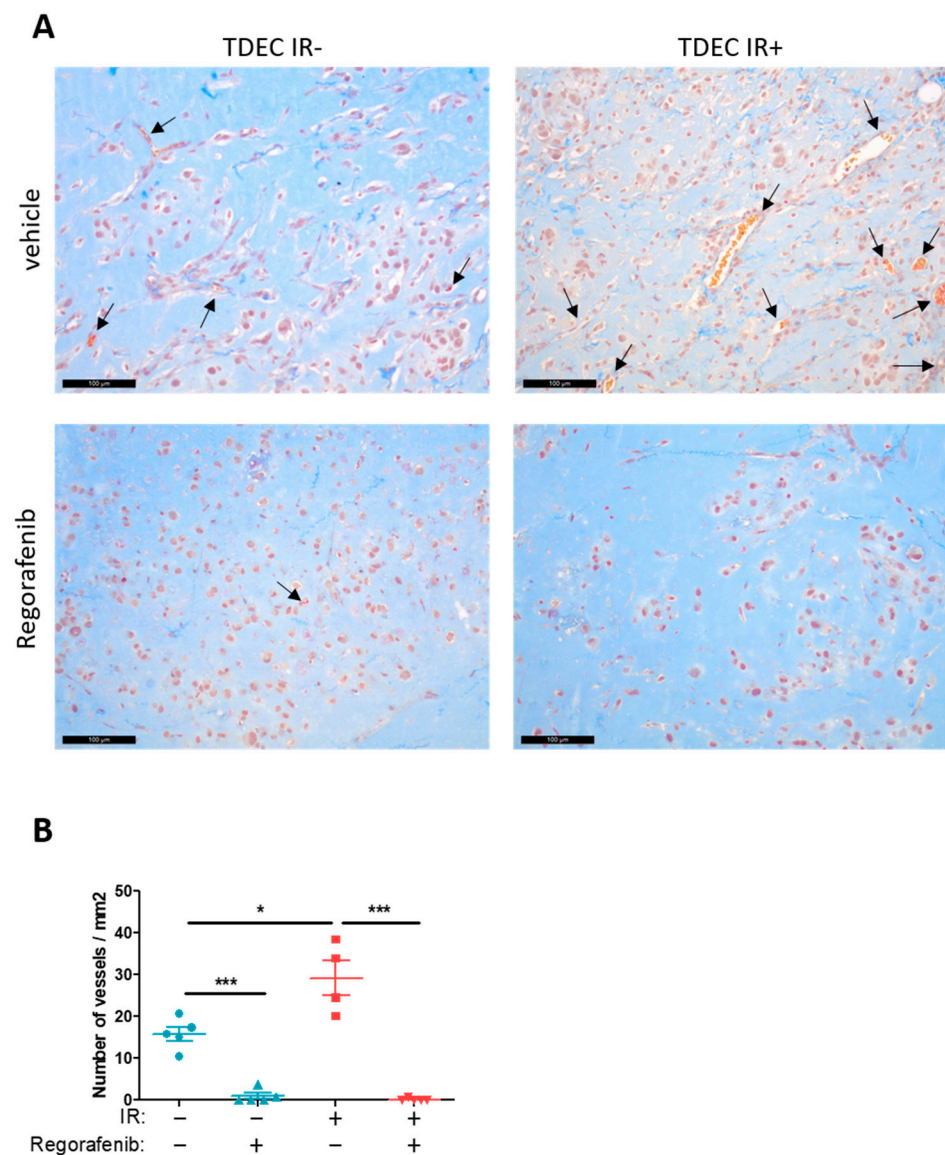 A
TDEC IR-
TDEC IR+
vehicle
100 µm
100 µm
Regorafenib
100 µm
100 µm
B
Number of vessels / mm2
50
40
30
20
10
0
*
***
***
IR: – – + +
Regorafenib: – + – +